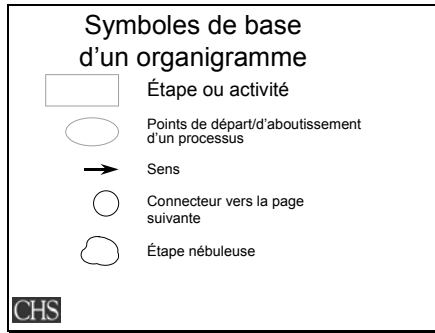 Symboles de base
d'un organigramme
Étape ou activité
Points de départ/d'aboutissement
d'un processus
Sens
Connecteur vers la page
suivante
Étape nébuleuse
CHS